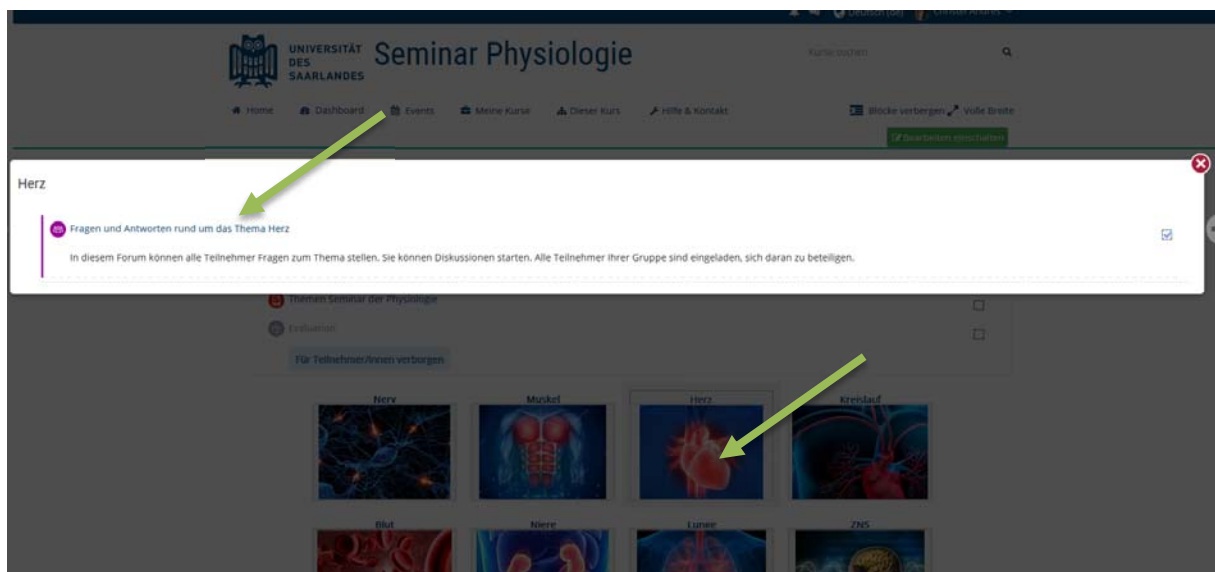 Deutsch (de) Christel Andres
UNIVERSITÄT
DES
SAARLANDES
Seminar Physiologie
Kurse suchen
Home Dashboard Events Meine Kurse Dieser Kurs Hilfe & Kontakt Blöcke verbergen Volle Breite
Bearbeiten einschalten
Herz
Fragen und Antworten rund um das Thema Herz
In diesem Forum können alle Teilnehmer Fragen zum Thema stellen. Sie können Diskussionen starten. Alle Teilnehmer Ihrer Gruppe sind eingeladen, sich daran zu beteiligen.
Themen Seminar der Physiologie
Evaluation
Für Teilnehmer/innen verborgen
Nerv Muskel Herz Kreislauf
Blut Niere Lunge ZNS